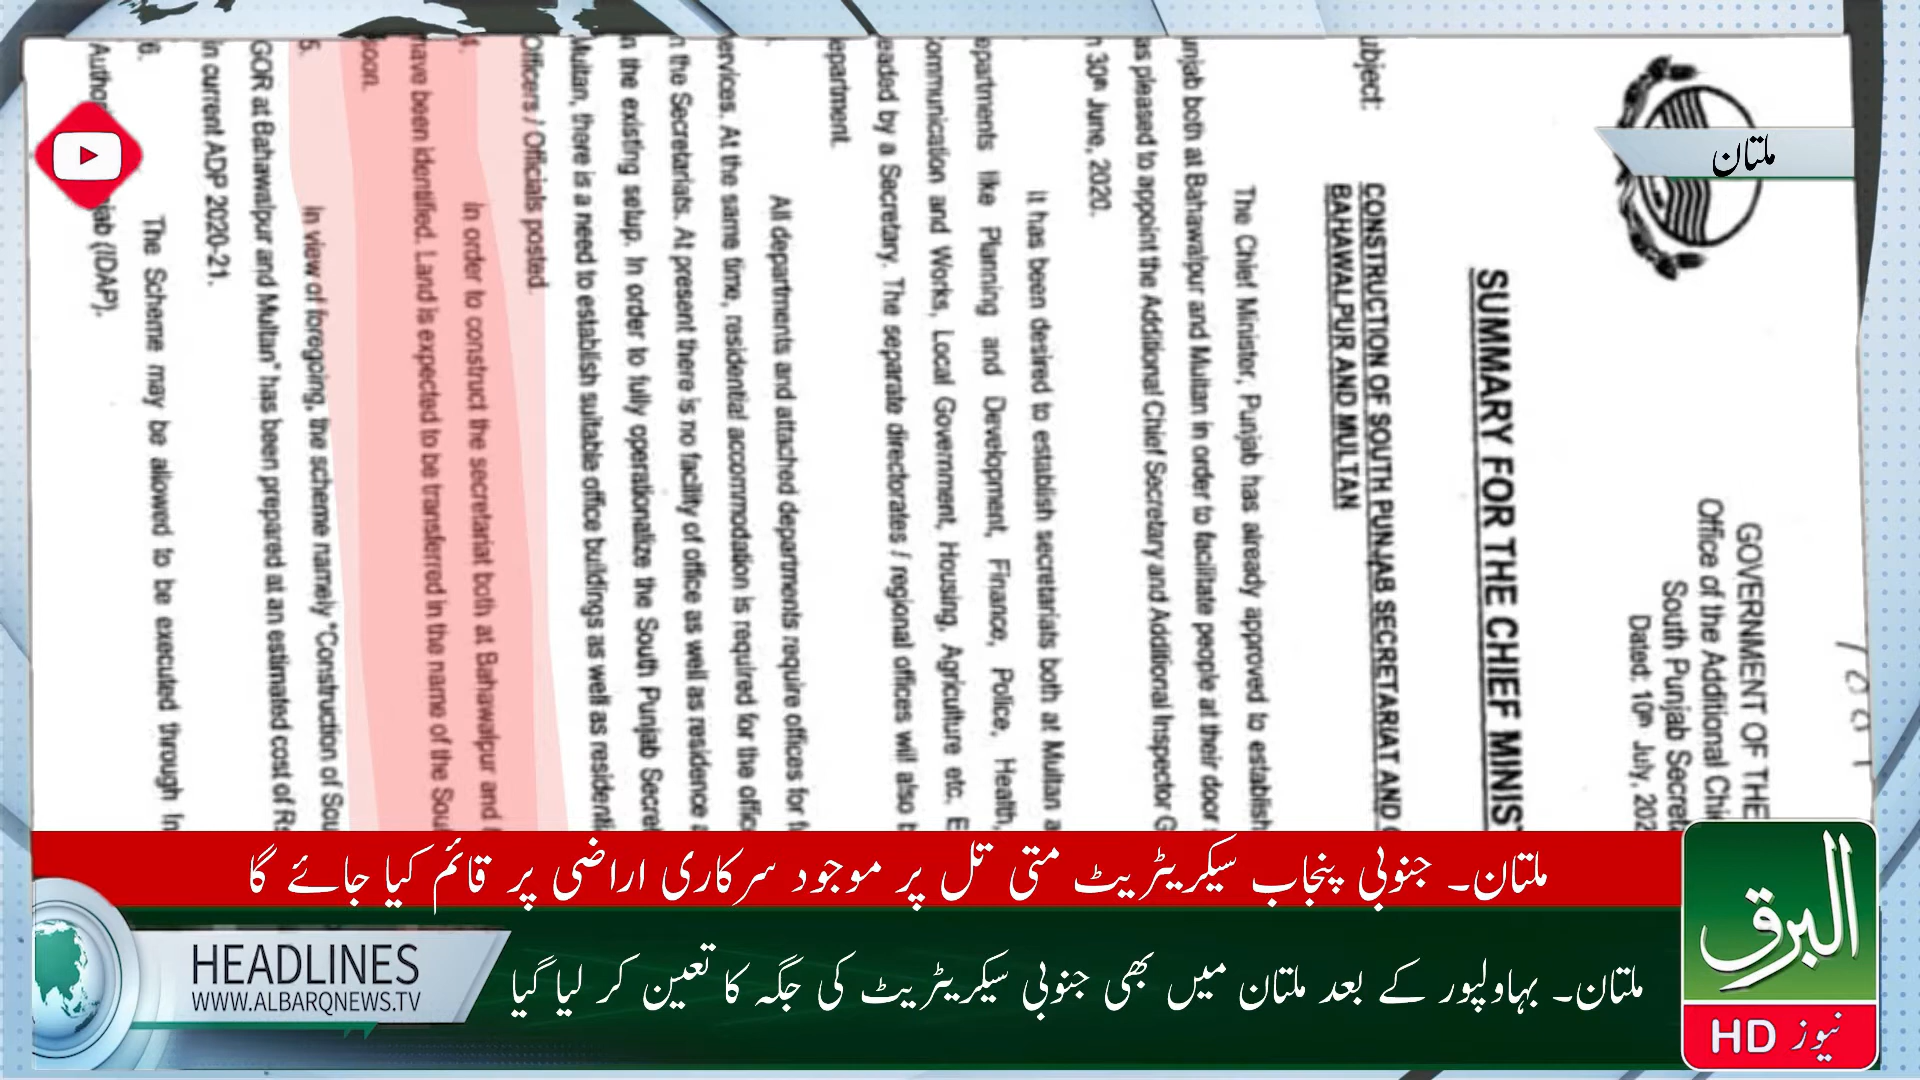 ملتان
GOVERNMENT OF THE
Office of the Additional Chi
South Punjab Secret
Dated: 10th July, 202
SUMMARY FOR THE CHIEF MINIST
ubject:
CONSTRUCTION OF SOUTH PUNJAB SECRETARIAT AND
BAHAWALPUR AND MULTAN
The Chief Minister, Punjab has already approved to establish
unjab both at Bahawalpur and Multan in order to facilitate people at their door
as pleased to appoint the Additional Chief Secretary and Additional Inspector G
n 30th June, 2020.
It has been desired to establish secretariats both at Multan a
epartments like Planning and Development, Finance, Police, Health,
ommunication and Works, Local Government, Housing, Agriculture etc. E
eaded by a Secretary. The separate directorates / regional offices will also b
epartment.
All departments and attached departments require offices for f
ervices. At the same time, residential accommodation is required for the offic
n the Secretariats. At present there is no facility of office as well as residence a
n the existing setup. In order to fully operationalize the South Punjab Secret
Multan, there is a need to establish suitable office buildings as well as residenti
Officers / Officials posted.
4. In order to construct the secretariat both at Bahawalpur and
have been identified. Land is expected to be transferred in the name of the Sout
soon.
5. In view of foregoing, the scheme namely "Construction of Sou
GOR at Bahawalpur and Multan" has been prepared at an estimated cost of Rs
in current ADP 2020-21.
6. The Scheme may be allowed to be executed through In
Author
jab (IDAP).
ملتان۔ جنوبی پنجاب سیکریٹریٹ متی تل پر موجود سرکاری اراضی پر قائم کیا جائے گا
ملتان۔ بہاولپور کے بعد ملتان میں بھی جنوبی سیکریٹریٹ کی جگہ کا تعین کر لیا گیا
HEADLINES
WWW.ALBARQNEWS.TV
البرق
نیوز HD